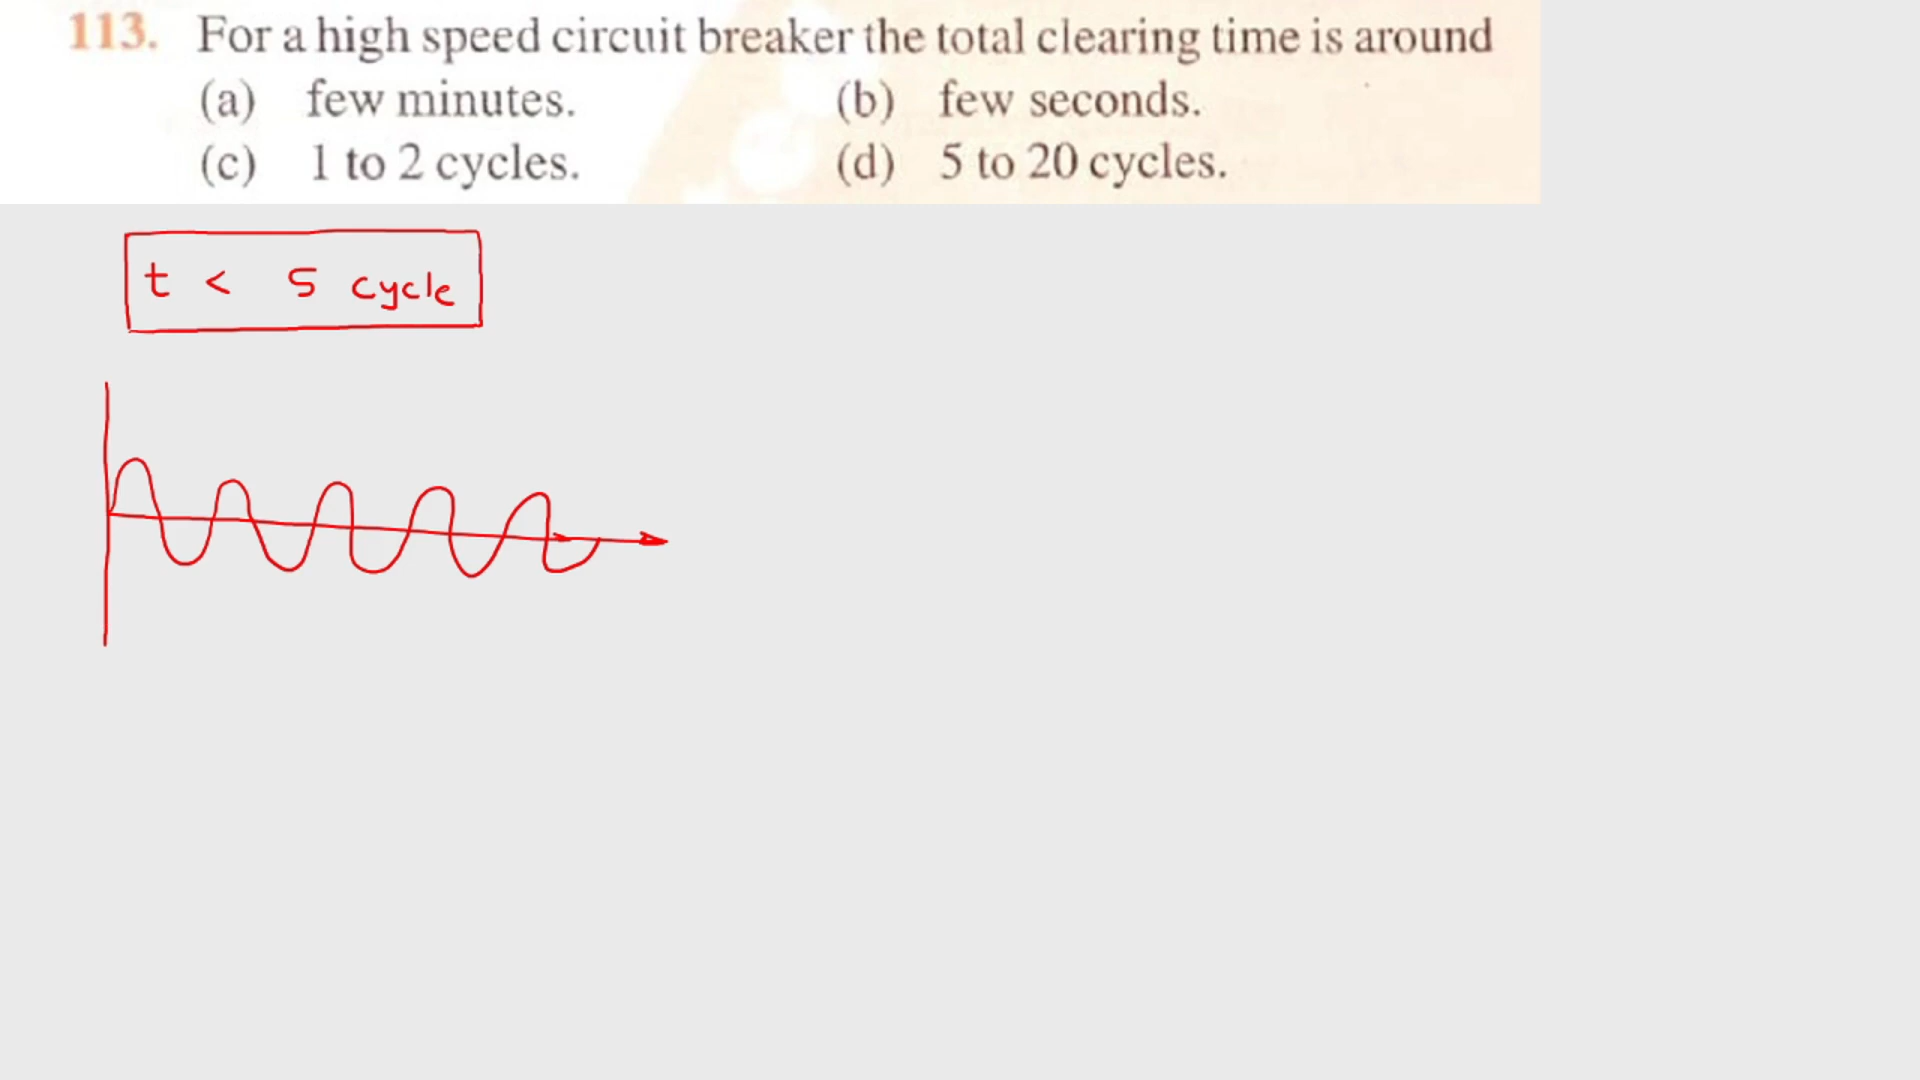 113. For a high speed circuit breaker the total clearing time is around
(a) few minutes. (b) few seconds.
(c) 1 to 2 cycles. (d) 5 to 20 cycles.
t < 5 cycle